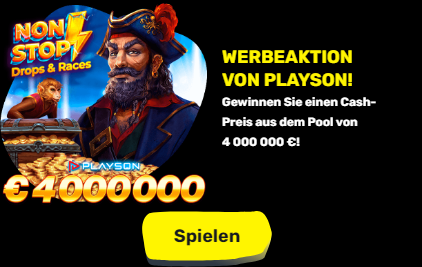 NON
STOP
Drops & Races
PLAYSON
€4000000
WERBEAKTION
VON PLAYSON!
Gewinnen Sie einen Cash-
Preis aus dem Pool von
4 000 000 €!
Spielen